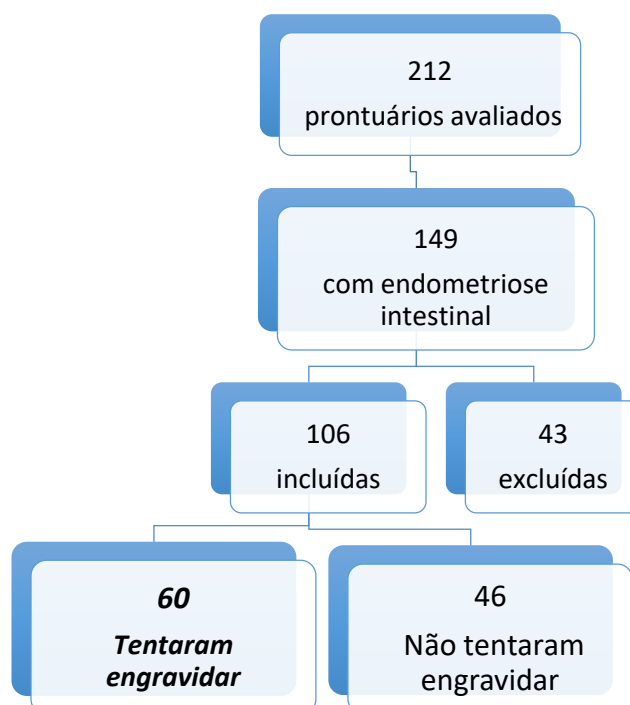 212
prontuários avaliados
149
com endometriose
intestinal
106
incluídas
43
excluídas
60
Tentaram
engravidar
46
Não tentaram
engravidar